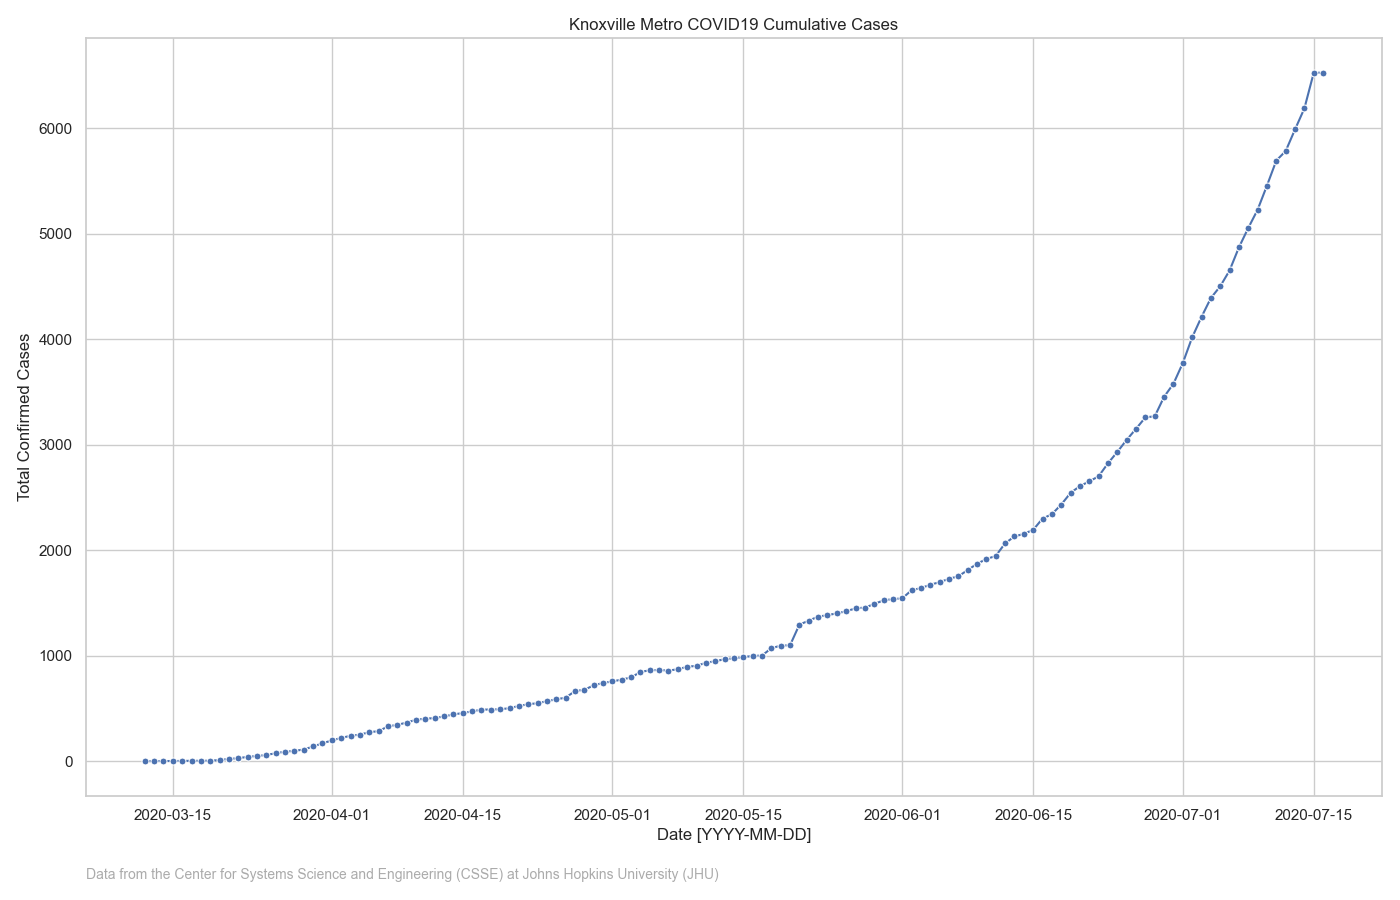 Knoxville Metro COVID19 Cumulative Cases
Total Confirmed Cases
6000
5000
4000
3000
2000
1000
0
2020-03-15 2020-04-01 2020-04-15 2020-05-01 2020-05-15 2020-06-01 2020-06-15 2020-07-01 2020-07-15
Date [YYYY-MM-DD]
Data from the Center for Systems Science and Engineering (CSSE) at Johns Hopkins University (JHU)